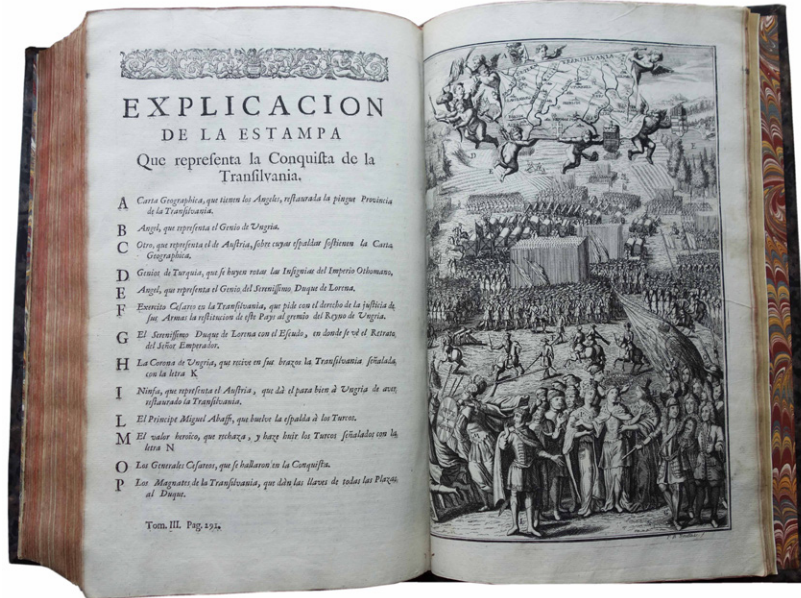 EXPLICACION
DE LA ESTAMPA
Que representa la Conquista de la
Transilvania.
A Carta Geographica, que tienen los Angeles, restaurada la pingue Provincia
de la Transilvania.
B Angel, que representa el Genio de Vngria.
C Otro, que representa el de Austria, sobre cuyas espaldas sostienen la Carta
Geographica.
D Genios de Turquia, que se huyen rotas las Insignias del Imperio Othomano,
E Angel, que representa el Genio del Serenissimo Duque de Lorena.
F Exercito Cesareo en la Transilvania, que pide con el derecho de la justicia de
sus Armas la restitucion de este Pays al gremio del Reyno de Vngria.
G El Serenissimo Duque de Lorena con el Escudo, en donde se vè el Retrato
del Señor Emperador.
H La Corona de Vngria, que recive en sus brazos la Transilvania señalada
con la letra K
I Ninfa, que representa el Austria, que dà el para bien à Vngria de aver
restaurado la Transilvania.
L El Principe Miguel Abaffi, que buelve la espalda à los Turcos.
M El valor heroico, que rechaza, y haze huir los Turcos señalados con la
letra N
O Los Generales Cesareos, que se hallaron en la Conquista.
P Los Magnates de la Transilvania, que dàn las llaves de todas las Plazas
al Duque.
Tom. III. Pag. 291.
TRANSILVANIA